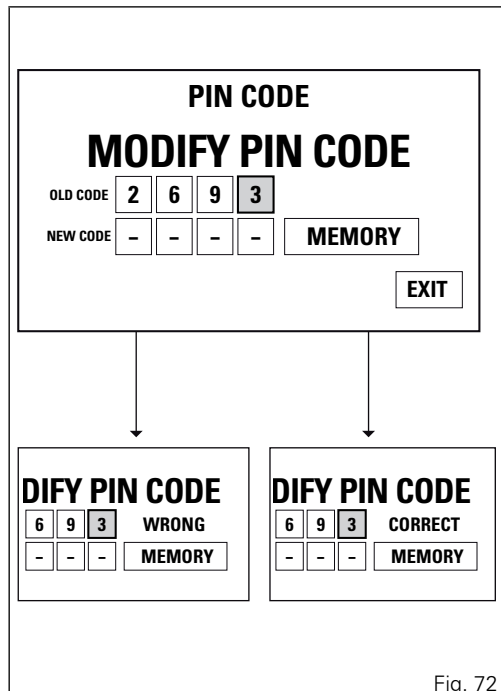 PIN CODE
MODIFY PIN CODE
OLD CODE 2 6 9 3
NEW CODE - - - - MEMORY
EXIT
DIFY PIN CODE
6 9 3 WRONG
- - - MEMORY
DIFY PIN CODE
6 9 3 CORRECT
- - - MEMORY
Fig. 72